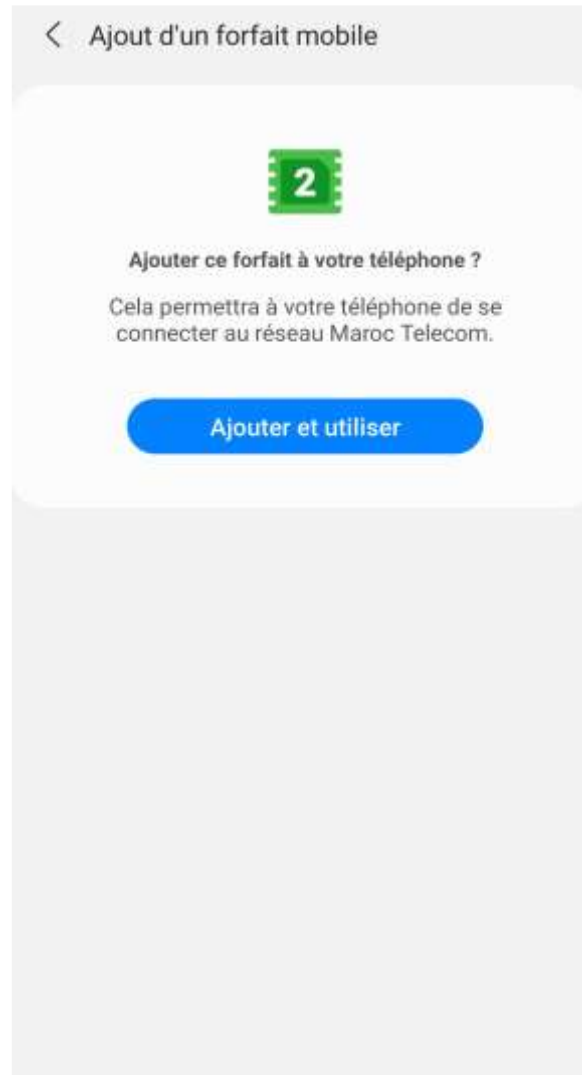 Ajout d'un forfait mobile
2
Ajouter ce forfait à votre téléphone ?
Cela permettra à votre téléphone de se
connecter au réseau Maroc Telecom.
Ajouter et utiliser